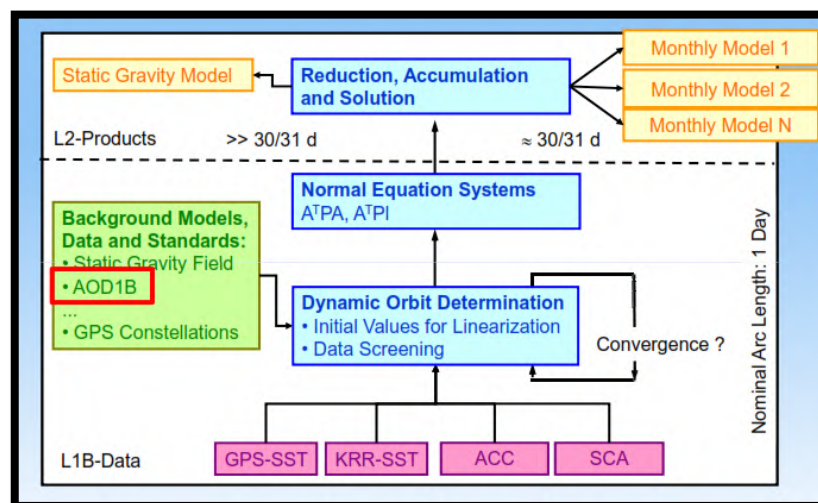 Static Gravity Model
Reduction, Accumulation
and Solution
Monthly Model 1
Monthly Model 2
Monthly Model N
L2-Products
>> 30/31 d
≈ 30/31 d
Normal Equation Systems
AᵀPA, AᵀPl
Background Models,
Data and Standards:
• Static Gravity Field
• AOD1B
...
• GPS Constellations
Dynamic Orbit Determination
• Initial Values for Linearization
• Data Screening
Convergence ?
Nominal Arc Length: 1 Day
L1B-Data
GPS-SST
KRR-SST
ACC
SCA